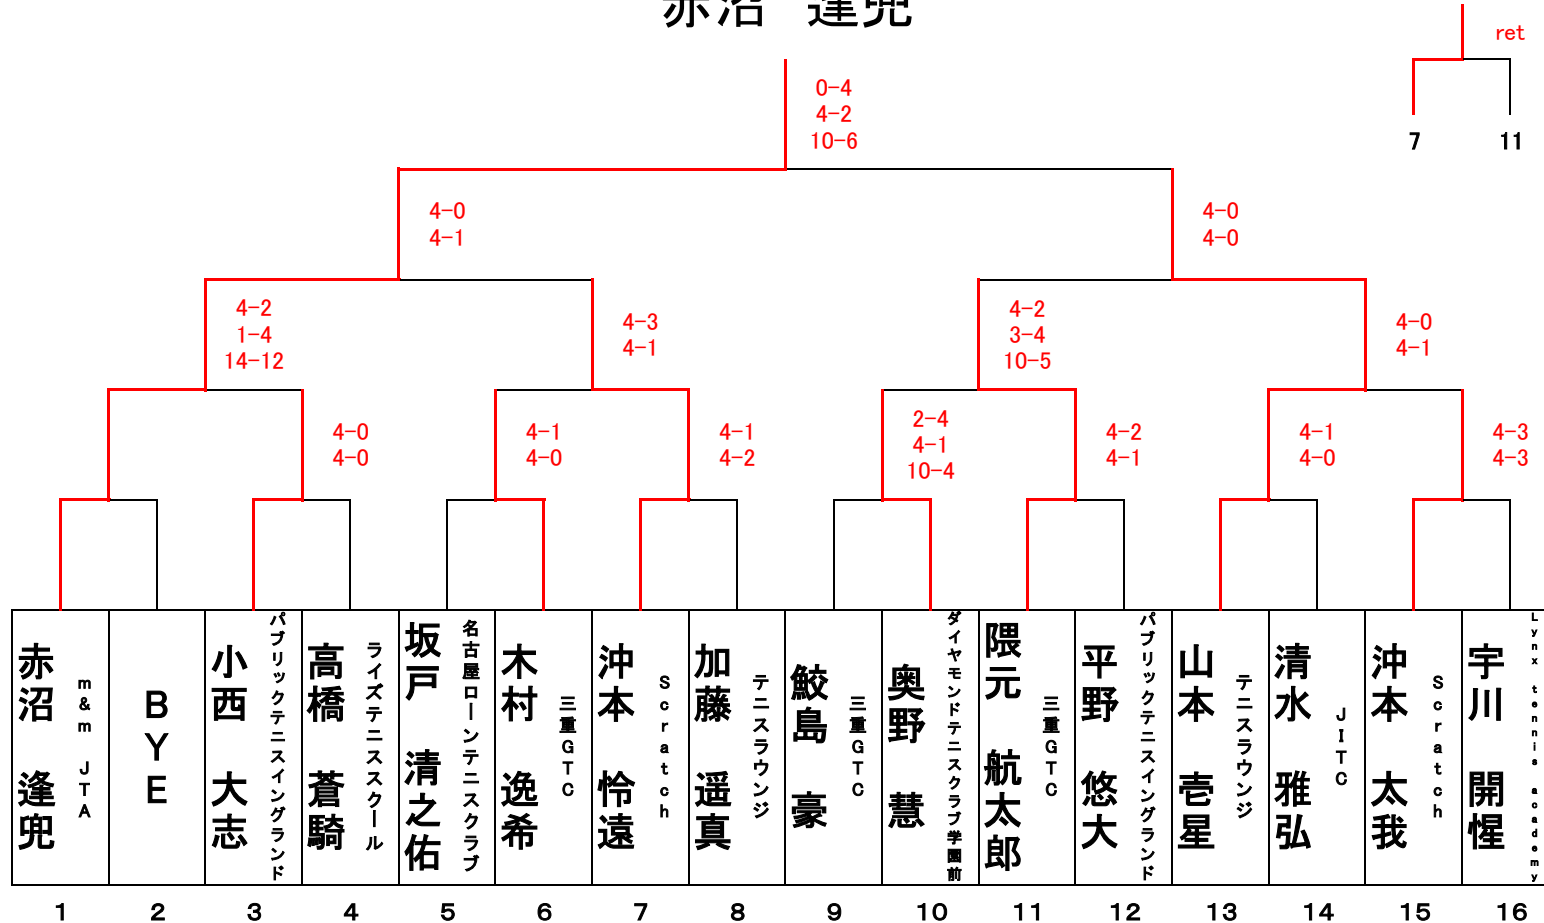 赤沼　逢兜
ret
7
11
0-4
4-2
10-6
4-0
4-1
4-0
4-0
4-2
1-4
14-12
4-3
4-1
4-2
3-4
10-5
4-0
4-1
4-0
4-0
4-1
4-0
4-1
4-2
2-4
4-1
10-4
4-2
4-1
4-1
4-0
4-3
4-3
赤沼　逢兜
m&m JTA
BYE
小西　大志
パブリックテニスイングランド
高橋　蒼騎
ライズテニススクール
坂戸　清之佑
名古屋ローンテニスクラブ
木村　逸希
三重GTC
沖本　怜遠
Scratch
加藤　遥真
テニスラウンジ
鮫島　豪
三重GTC
奥野　慧
ダイヤモンドテニスクラブ学園前
隈元　航太郎
三重GTC
平野　悠大
パブリックテニスイングランド
山本　壱星
テニスラウンジ
清水　雅弘
JITC
沖本　太我
Scratch
宇川　開惺
Lynx tennis academy
1
2
3
4
5
6
7
8
9
10
11
12
13
14
15
16